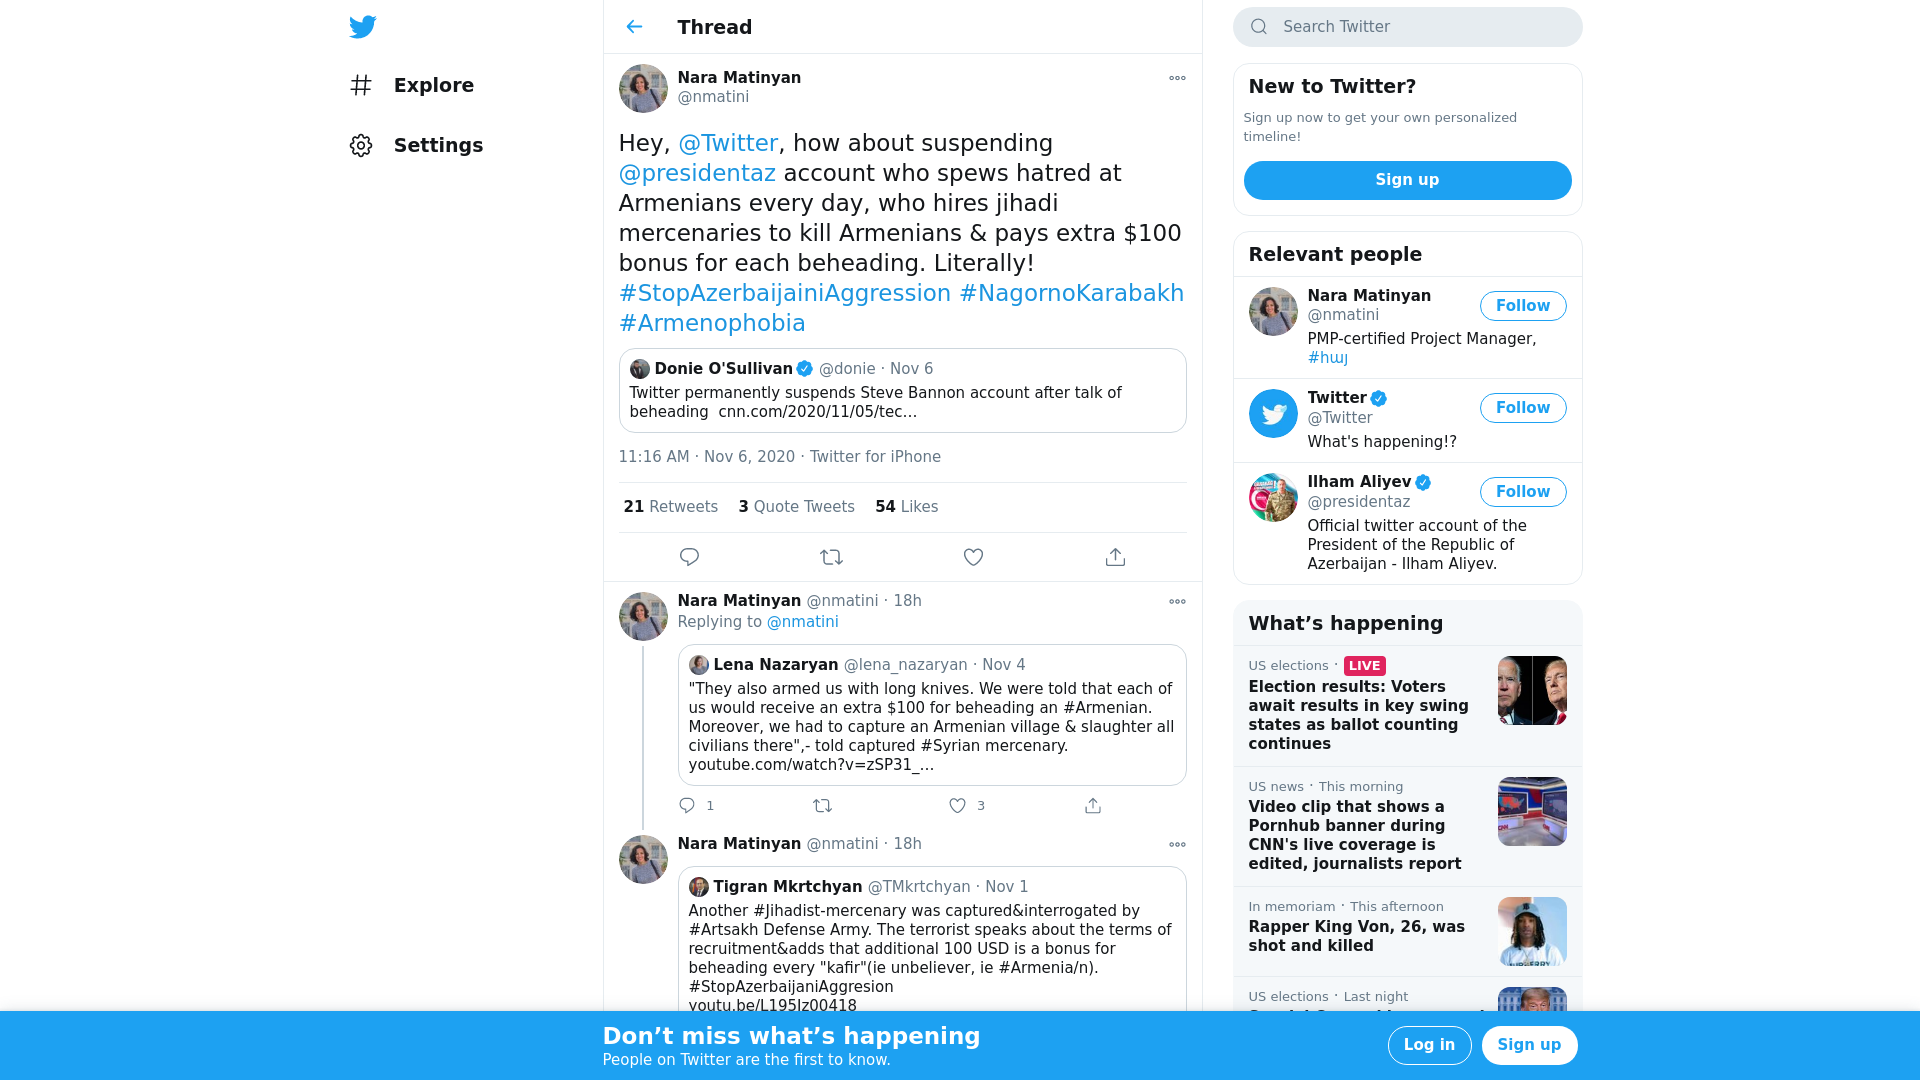 Explore
Settings
Thread
Nara Matinyan
@nmatini
Hey, @Twitter, how about suspending
@presidentaz account who spews hatred at
Armenians every day, who hires jihadi
mercenaries to kill Armenians & pays extra $100
bonus for each beheading. Literally!
#StopAzerbaijainiAggression #NagornoKarabakh
#Armenophobia
Donie O'Sullivan @donie · Nov 6
Twitter permanently suspends Steve Bannon account after talk of
beheading cnn.com/2020/11/05/tec…
11:16 AM · Nov 6, 2020 · Twitter for iPhone
21 Retweets 3 Quote Tweets 54 Likes
Nara Matinyan @nmatini · 18h
Replying to @nmatini
Lena Nazaryan @lena_nazaryan · Nov 4
"They also armed us with long knives. We were told that each of
us would receive an extra $100 for beheading an #Armenian.
Moreover, we had to capture an Armenian village & slaughter all
civilians there",- told captured #Syrian mercenary.
youtube.com/watch?v=zSP31_…
1 3
Nara Matinyan @nmatini · 18h
Tigran Mkrtchyan @TMkrtchyan · Nov 1
Another #Jihadist-mercenary was captured&interrogated by
#Artsakh Defense Army. The terrorist speaks about the terms of
recruitment&adds that additional 100 USD is a bonus for
beheading every "kafir"(ie unbeliever, ie #Armenia/n).
#StopAzerbaijaniAggresion
Search Twitter
New to Twitter?
Sign up now to get your own personalized
timeline!
Sign up
Relevant people
Nara Matinyan
@nmatini
Follow
PMP-certified Project Manager,
#հայ
Twitter
@Twitter
Follow
What's happening!?
Ilham Aliyev
@presidentaz
Follow
Official twitter account of the
President of the Republic of
Azerbaijan - Ilham Aliyev.
What’s happening
US elections · LIVE
Election results: Voters
await results in key swing
states as ballot counting
continues
US news · This morning
Video clip that shows a
Pornhub banner during
CNN's live coverage is
edited, journalists report
In memoriam · This afternoon
Rapper King Von, 26, was
shot and killed
US elections · Last night
Don’t miss what’s happening
People on Twitter are the first to know.
Log in
Sign up